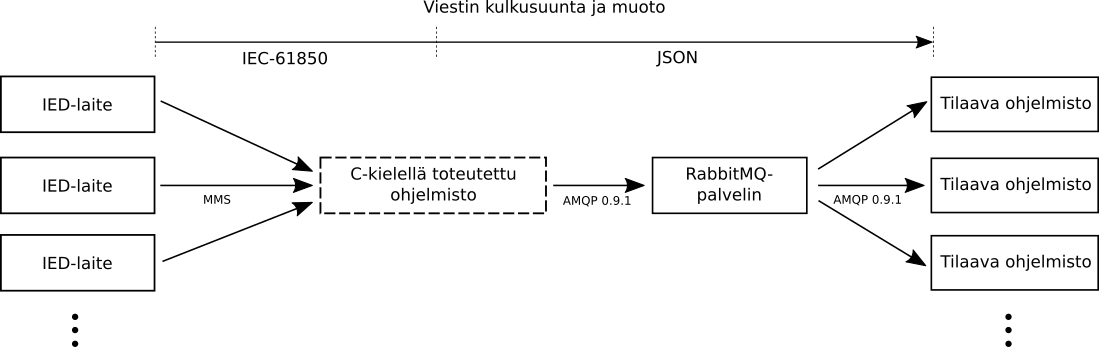 Viestin kulkusuunta ja muoto
IEC-61850
JSON
IED-laite
Tilaava ohjelmisto
IED-laite
MMS
C-kielellä toteutettu
ohjelmisto
AMQP 0.9.1
RabbitMQ-
palvelin
AMQP 0.9.1
Tilaava ohjelmisto
IED-laite
Tilaava ohjelmisto